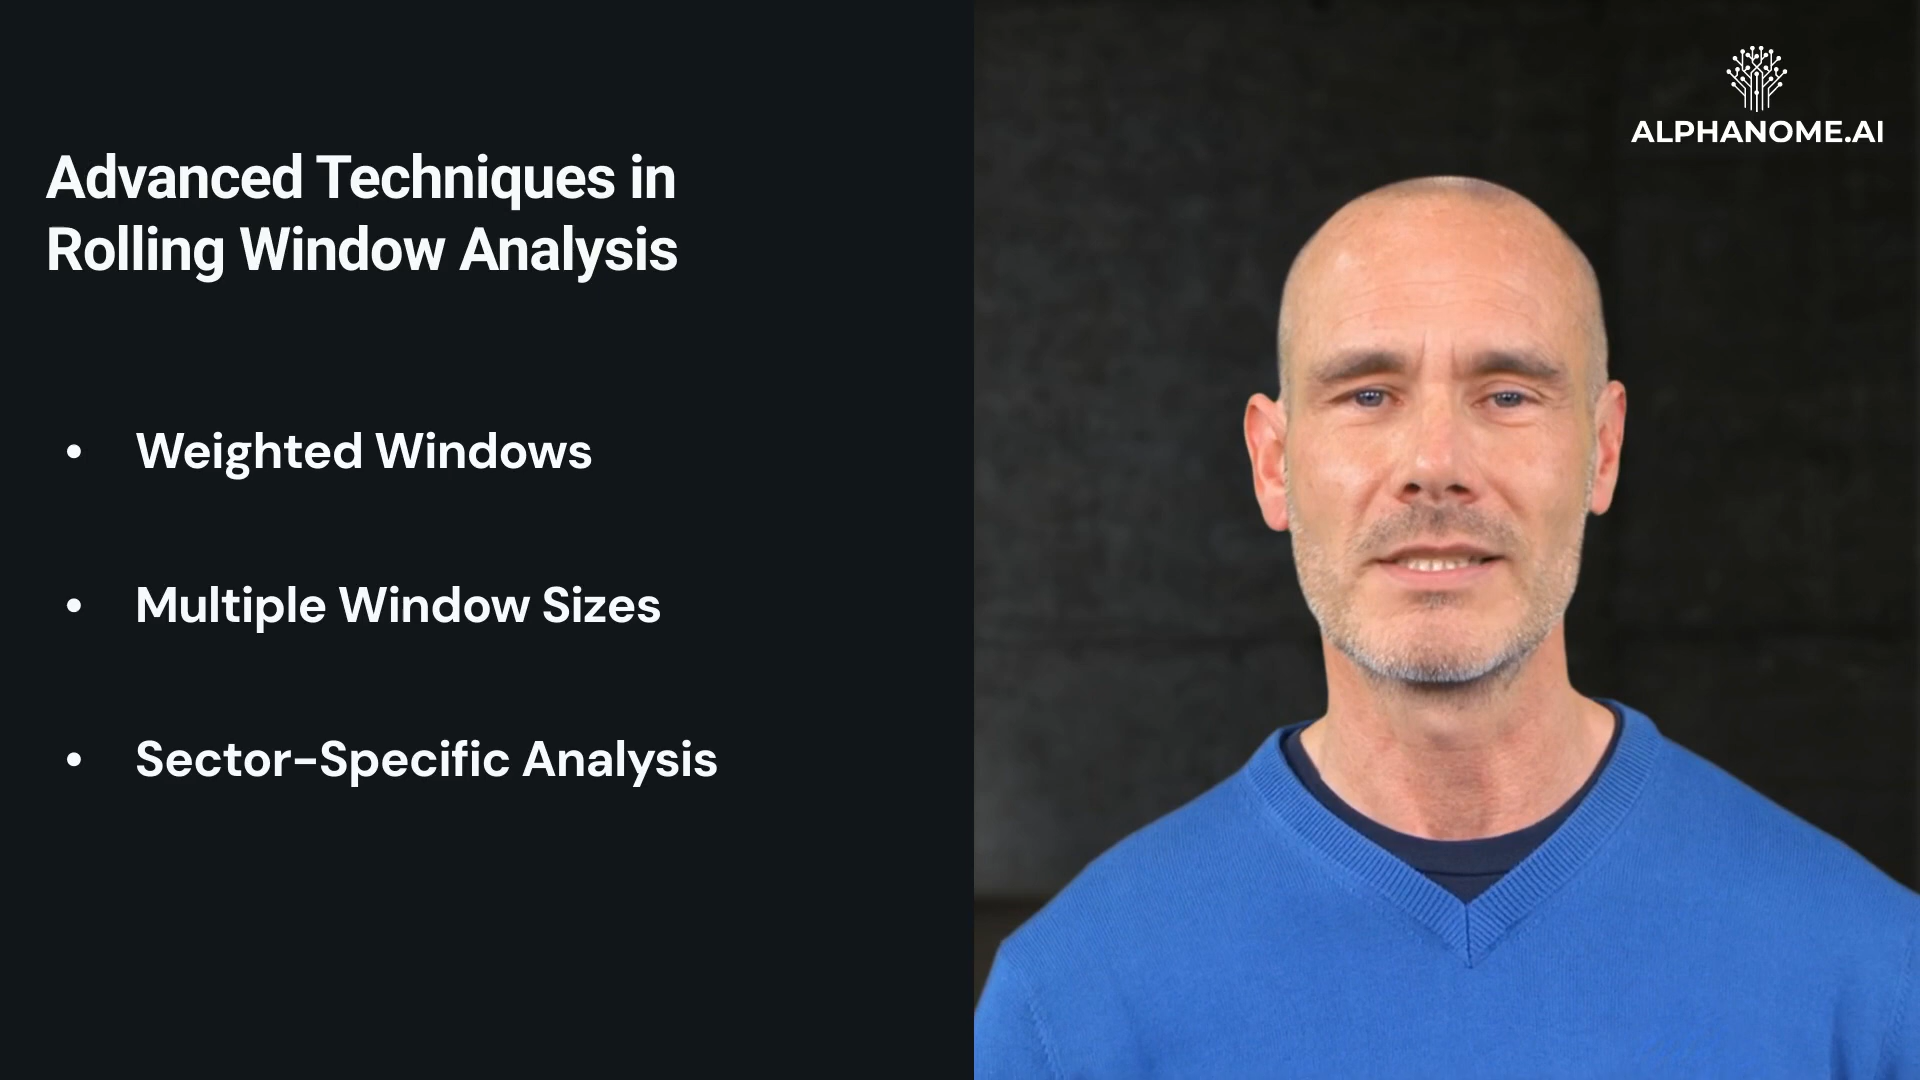 Advanced Techniques in
Rolling Window Analysis
• Weighted Windows
• Multiple Window Sizes
• Sector-Specific Analysis
ALPHANOME.AI